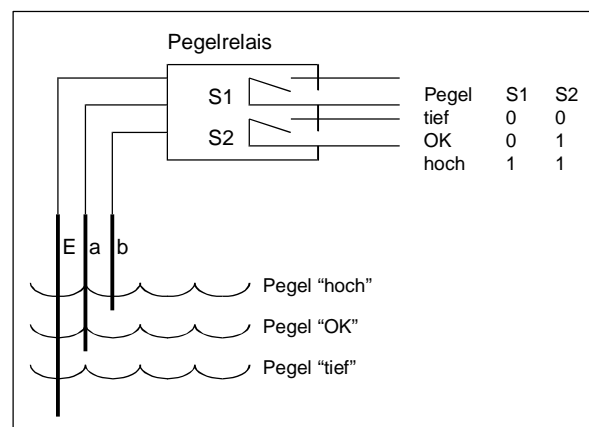 Pegelrelais
S1
S2
Pegel S1 S2
tief 0 0
OK 0 1
hoch 1 1
E a b
Pegel “hoch”
Pegel “OK”
Pegel “tief”